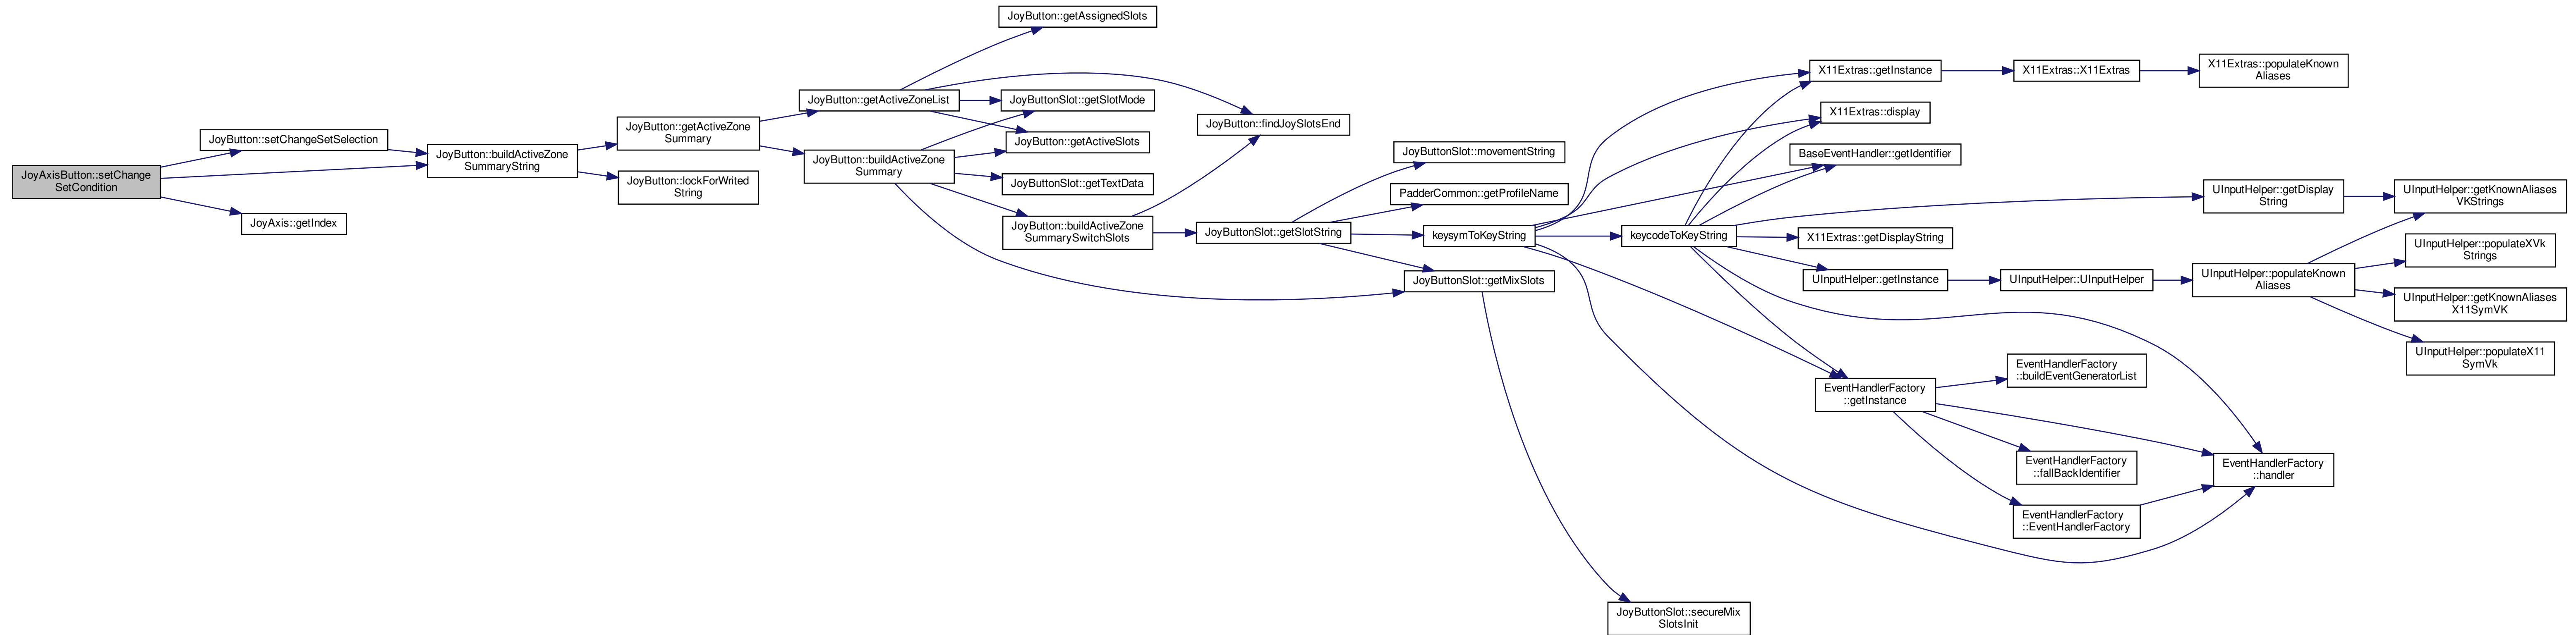 JoyAxisButton::setChange
SetCondition
JoyButton::setChangeSetSelection
JoyAxis::getIndex
JoyButton::buildActiveZone
SummaryString
JoyButton::getActiveZone
Summary
JoyButton::lockForWrited
String
JoyButton::getActiveZoneList
JoyButton::buildActiveZone
Summary
JoyButton::getAssignedSlots
JoyButtonSlot::getSlotMode
JoyButton::getActiveSlots
JoyButtonSlot::getTextData
JoyButton::buildActiveZone
SummarySwitchSlots
JoyButton::findJoySlotsEnd
JoyButtonSlot::getSlotString
JoyButtonSlot::movementString
PadderCommon::getProfileName
keysymToKeyString
JoyButtonSlot::getMixSlots
JoyButtonSlot::secureMix
SlotsInit
keycodeToKeyString
X11Extras::getInstance
X11Extras::display
BaseEventHandler::getIdentifier
X11Extras::getDisplayString
UInputHelper::getInstance
EventHandlerFactory
::getInstance
X11Extras::X11Extras
UInputHelper::UInputHelper
EventHandlerFactory
::buildEventGeneratorList
EventHandlerFactory
::fallBackIdentifier
EventHandlerFactory
::EventHandlerFactory
X11Extras::populateKnown
Aliases
UInputHelper::getDisplay
String
UInputHelper::populateKnown
Aliases
EventHandlerFactory
::handler
UInputHelper::getKnownAliases
VKStrings
UInputHelper::populateXVk
Strings
UInputHelper::getKnownAliases
X11SymVK
UInputHelper::populateX11
SymVk